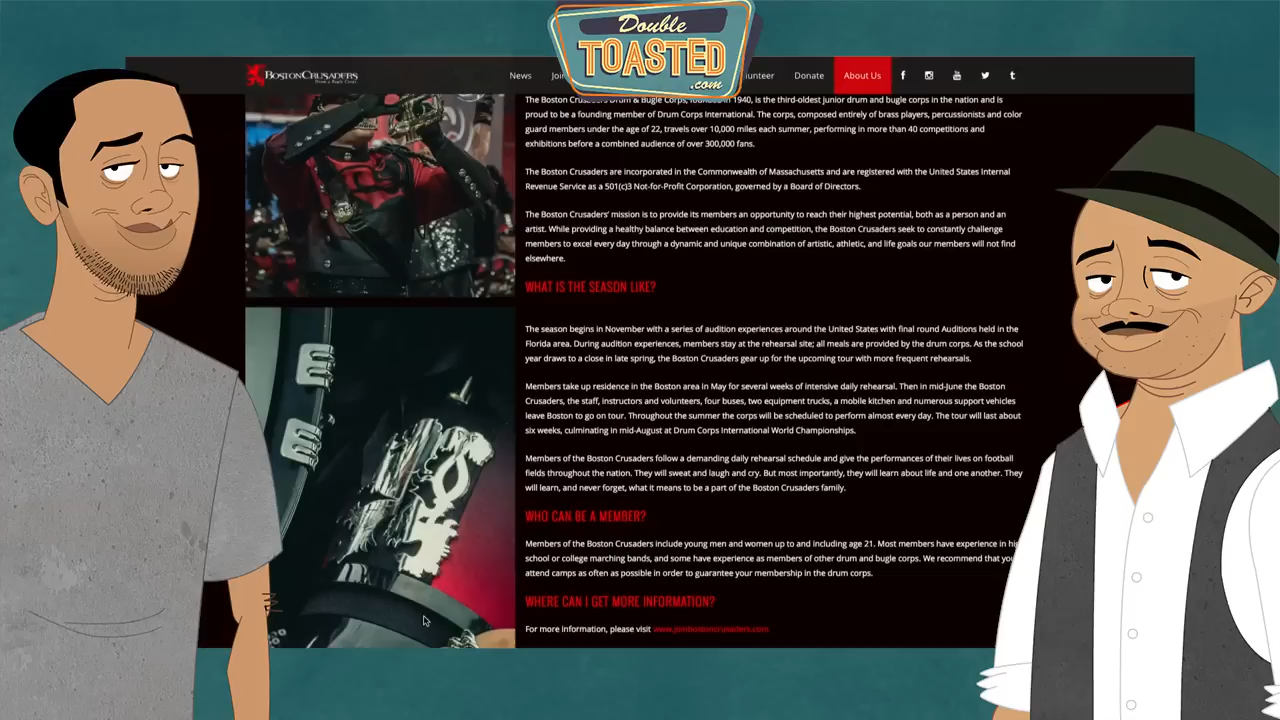 Double
TOASTED
.com
BOSTONCRUSADERS
Drum & Bugle Corps
News
Donate
About Us
The Boston Crusaders Drum & Bugle Corps, founded in 1940, is the third-oldest junior drum and bugle corps in the nation and is
proud to be a founding member of Drum Corps International. The corps, composed entirely of brass players, percussionists and color
guard members under the age of 22, travels over 10,000 miles each summer, performing in more than 40 competitions and
exhibitions before a combined audience of over 300,000 fans.
The Boston Crusaders are incorporated in the Commonwealth of Massachusetts and are registered with the United States Internal
Revenue Service as a 501(c)3 Not-for-Profit Corporation, governed by a Board of Directors.
The Boston Crusaders' mission is to provide its members an opportunity to reach their highest potential, both as a person and an
artist. While providing a healthy balance between education and competition, the Boston Crusaders seek to constantly challenge
members to excel every day through a dynamic and unique combination of artistic, athletic, and life goals our members will not find
elsewhere.
WHAT IS THE SEASON LIKE?
The season begins in November with a series of audition experiences around the United States with final round Auditions held in the
Florida area. During audition experiences, members stay at the rehearsal site; all meals are provided by the drum corps. As the school
year draws to a close in late spring, the Boston Crusaders gear up for the upcoming tour with more frequent rehearsals.
Members take up residence in the Boston area in May for several weeks of intensive daily rehearsal. Then in mid-June the Boston
Crusaders, the staff, instructors and volunteers, four buses, two equipment trucks, a mobile kitchen and numerous support vehicles
leave Boston to go on tour. Throughout the summer the corps will be scheduled to perform almost every day. The tour will last about
six weeks, culminating in mid-August at Drum Corps International World Championships.
Members of the Boston Crusaders follow a demanding daily rehearsal schedule and give the performances of their lives on football
fields throughout the nation. They will sweat and laugh and cry. But most importantly, they will learn about life and one another. They
will learn, and never forget, what it means to be a part of the Boston Crusaders family.
WHO CAN BE A MEMBER?
Members of the Boston Crusaders include young men and women up to and including age 21. Most members have experience in
school or college marching bands, and some have experience as members of other drum and bugle corps. We recommend that you
attend camps as often as possible in order to guarantee your membership in the drum corps.
WHERE CAN I GET MORE INFORMATION?
For more information, please visit www.joinbostoncrusaders.com